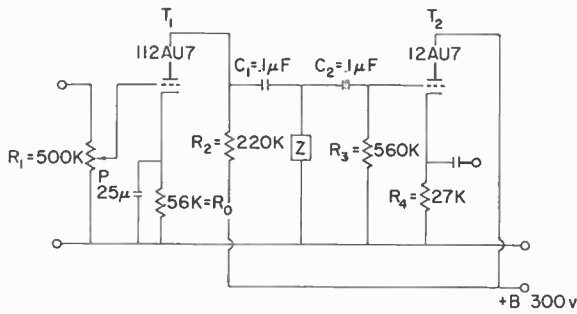 T₁
T₂
112AU7
12AU7
C₁=.1μF
C₂=.1μF
R₁=500K
P
25μ
56K=R₀
R₂
220K
Z
R₃
560K
R₄
27K
+B 300v